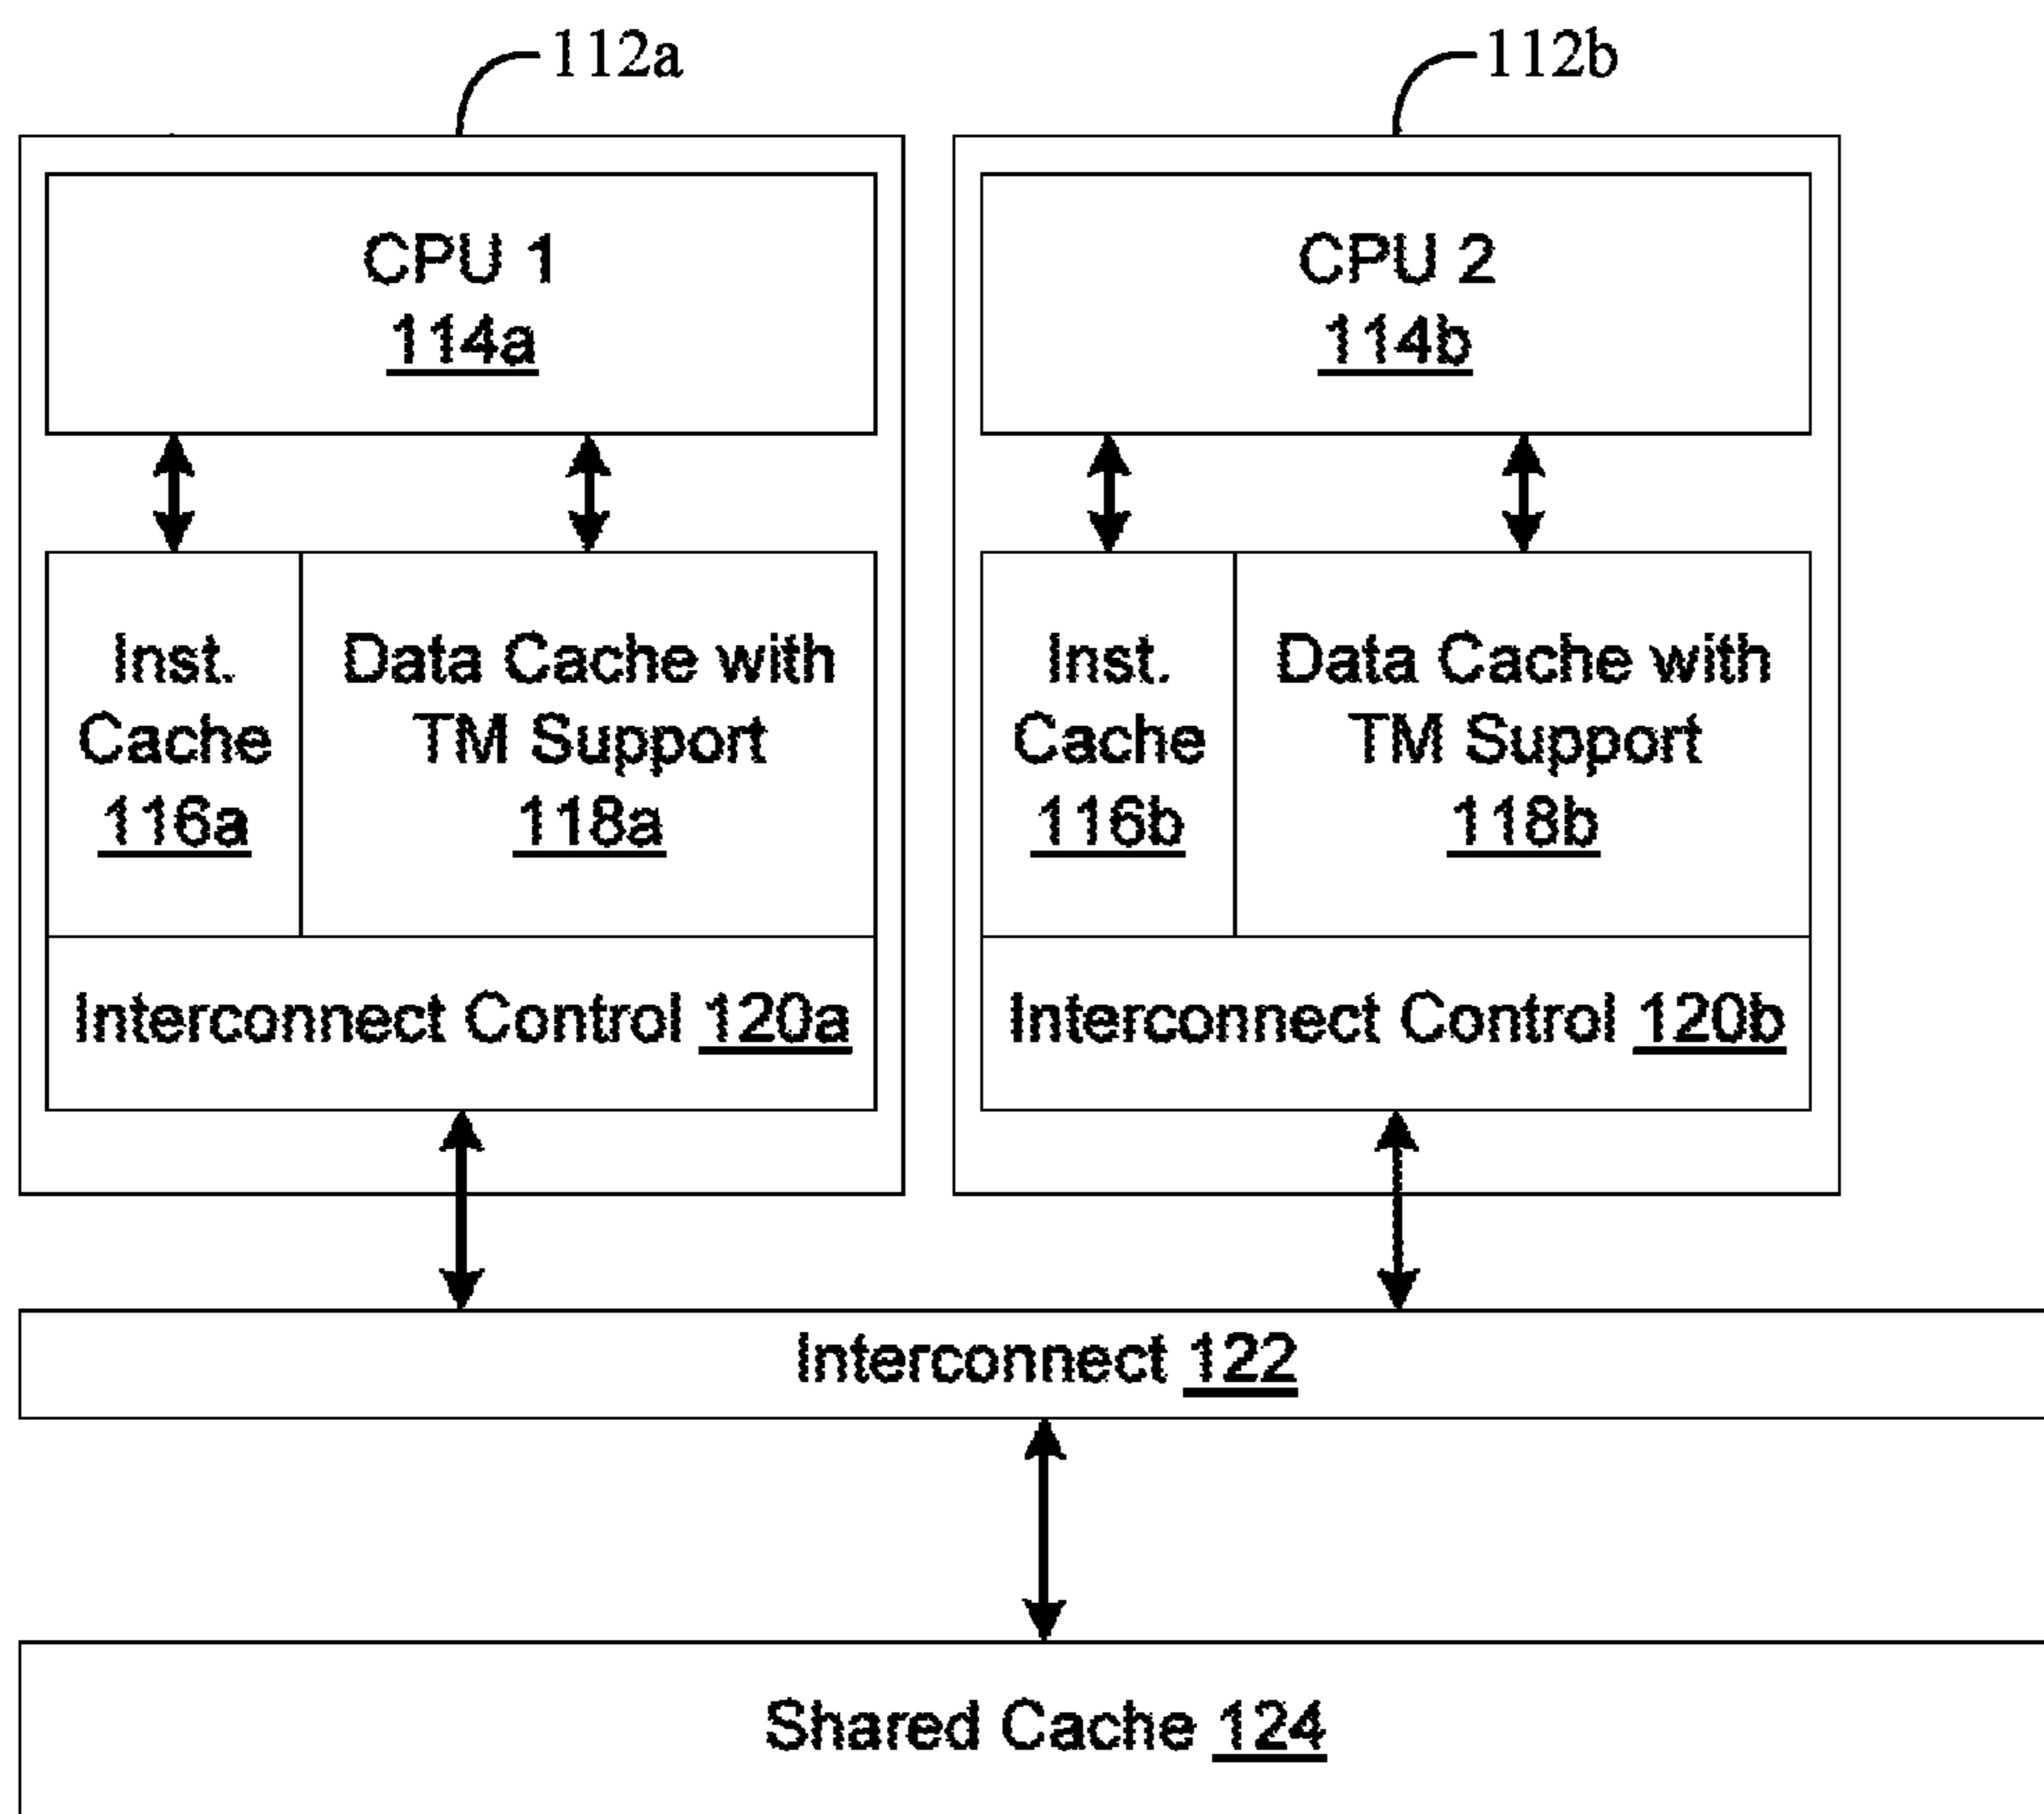 112a
112b
CPU 1
114a
CPU 2
114b
Inst.
Cache
116a
Data Cache with
TM Support
118a
Inst.
Cache
116b
Data Cache with
TM Support
118b
Interconnect Control 120a
Interconnect Control 120b
Interconnect 122
Shared Cache 124